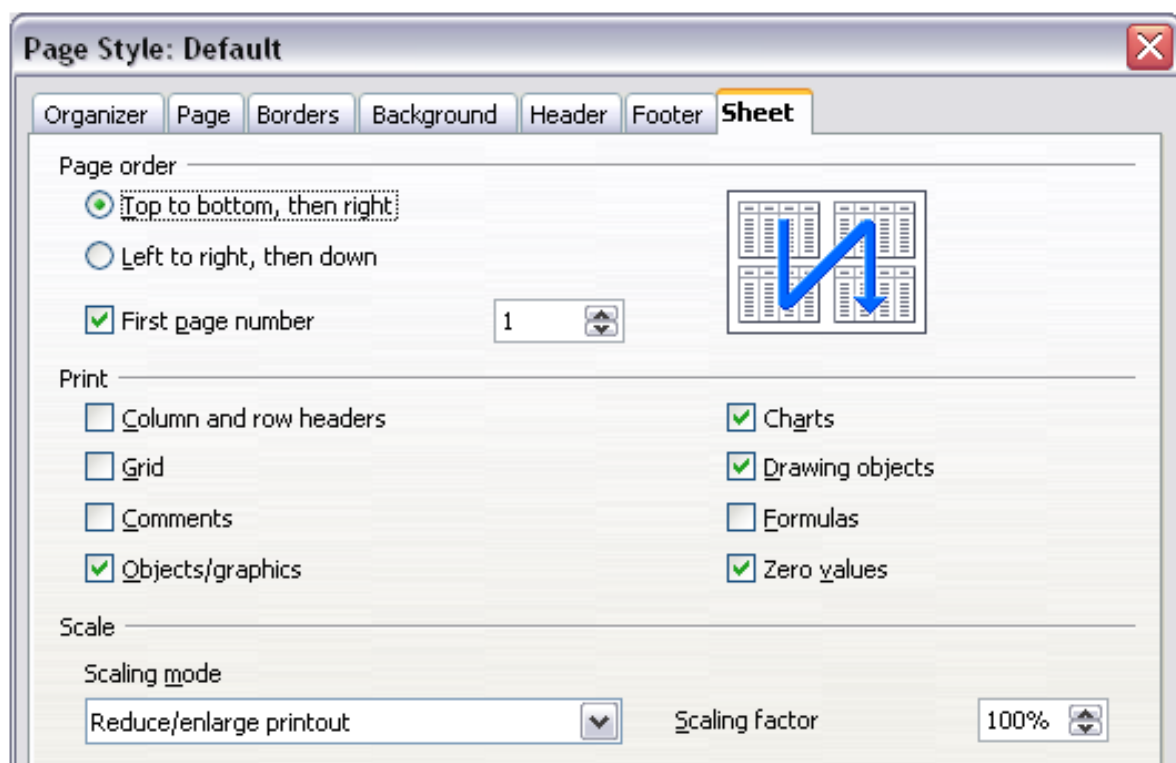 Page Style: Default
Organizer Page Borders Background Header Footer Sheet
Page order
Top to bottom, then right
Left to right, then down
First page number 1
Print
Column and row headers Charts
Grid Drawing objects
Comments Formulas
Objects/graphics Zero values
Scale
Scaling mode
Reduce/enlarge printout Scaling factor 100%